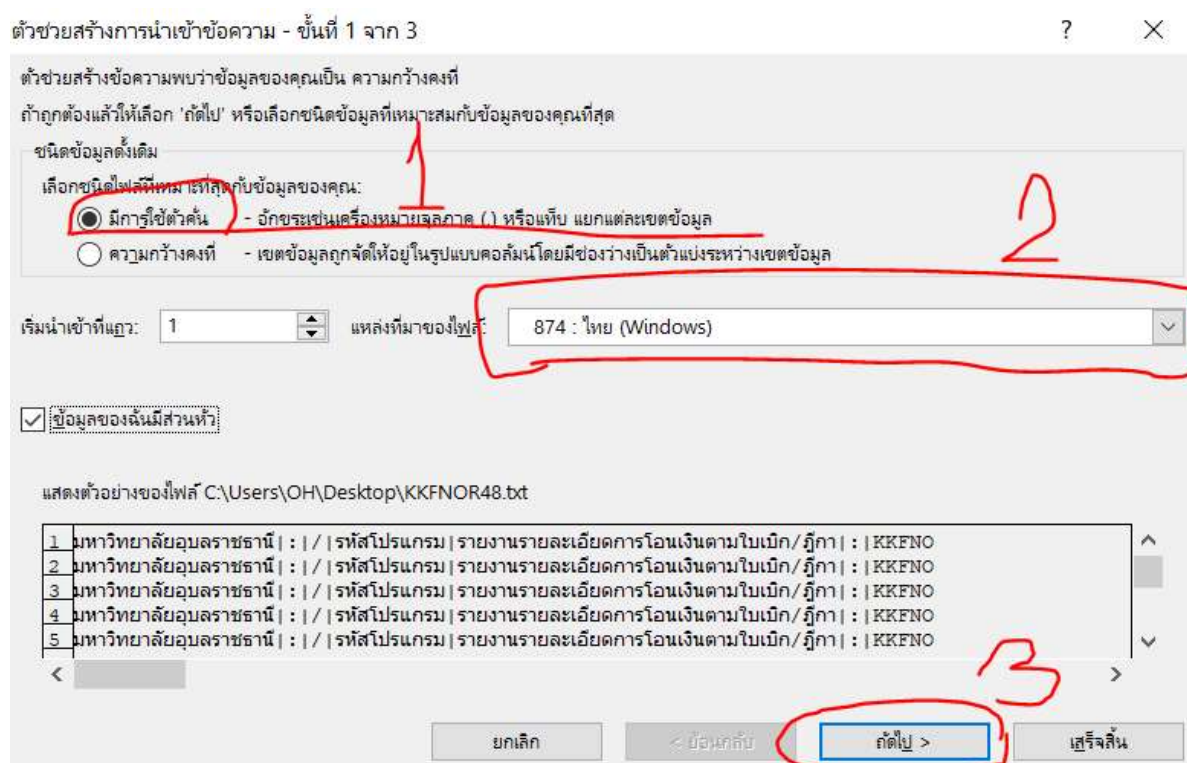 ตัวช่วยสร้างการนำเข้าข้อความ - ขั้นที่ 1 จาก 3 ? ×
ตัวช่วยสร้างข้อความพบว่าข้อมูลของคุณเป็น ความกว้างคงที่
ถ้าถูกต้องแล้วให้เลือก 'ถัดไป' หรือเลือกชนิดข้อมูลที่เหมาะสมกับข้อมูลของคุณที่สุด
ชนิดข้อมูลดั้งเดิม
เลือกชนิดไฟล์ที่เหมาะที่สุดกับข้อมูลของคุณ:
1
มีการใช้ตัวคั่น - อักขระเช่นเครื่องหมายจุลภาค (,) หรือแท็บ แยกแต่ละเขตข้อมูล
2
ความกว้างคงที่ - เขตข้อมูลถูกจัดให้อยู่ในรูปแบบคอลัมน์โดยมีช่องว่างเป็นตัวแบ่งระหว่างเขตข้อมูล
เริ่มนำเข้าที่แถว: 1 แหล่งที่มาของไฟล์: 874 : ไทย (Windows)
ข้อมูลของฉันมีส่วนหัว
แสดงตัวอย่างของไฟล์ C:\Users\OH\Desktop\KKFNOR48.txt
1 มหาวิทยาลัยอุบลราชธานี|:|/|รหัสโปรแกรม|รายงานรายละเอียดการโอนเงินตามใบเบิก/ฎีกา|:|KKFNO
2 มหาวิทยาลัยอุบลราชธานี|:|/|รหัสโปรแกรม|รายงานรายละเอียดการโอนเงินตามใบเบิก/ฎีกา|:|KKFNO
3 มหาวิทยาลัยอุบลราชธานี|:|/|รหัสโปรแกรม|รายงานรายละเอียดการโอนเงินตามใบเบิก/ฎีกา|:|KKFNO
4 มหาวิทยาลัยอุบลราชธานี|:|/|รหัสโปรแกรม|รายงานรายละเอียดการโอนเงินตามใบเบิก/ฎีกา|:|KKFNO
5 มหาวิทยาลัยอุบลราชธานี|:|/|รหัสโปรแกรม|รายงานรายละเอียดการโอนเงินตามใบเบิก/ฎีกา|:|KKFNO
3
ยกเลิก < ย้อนกลับ ถัดไป > เสร็จสิ้น